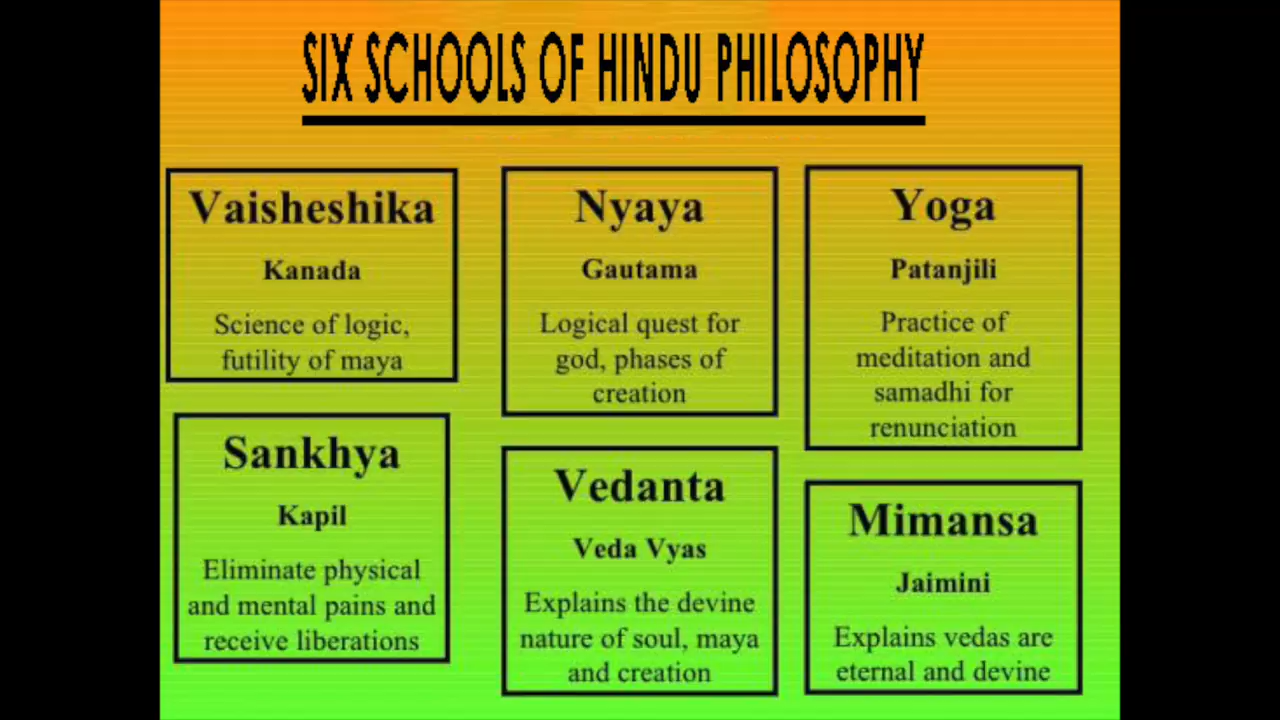 SIX SCHOOLS OF HINDU PHILOSOPHY
Vaisheshika
Kanada
Science of logic,
futility of maya
Nyaya
Gautama
Logical quest for
god, phases of
creation
Yoga
Patanjili
Practice of
meditation and
samadhi for
renunciation
Sankhya
Kapil
Eliminate physical
and mental pains and
receive liberations
Vedanta
Veda Vyas
Explains the devine
nature of soul, maya
and creation
Mimansa
Jaimini
Explains vedas are
eternal and devine